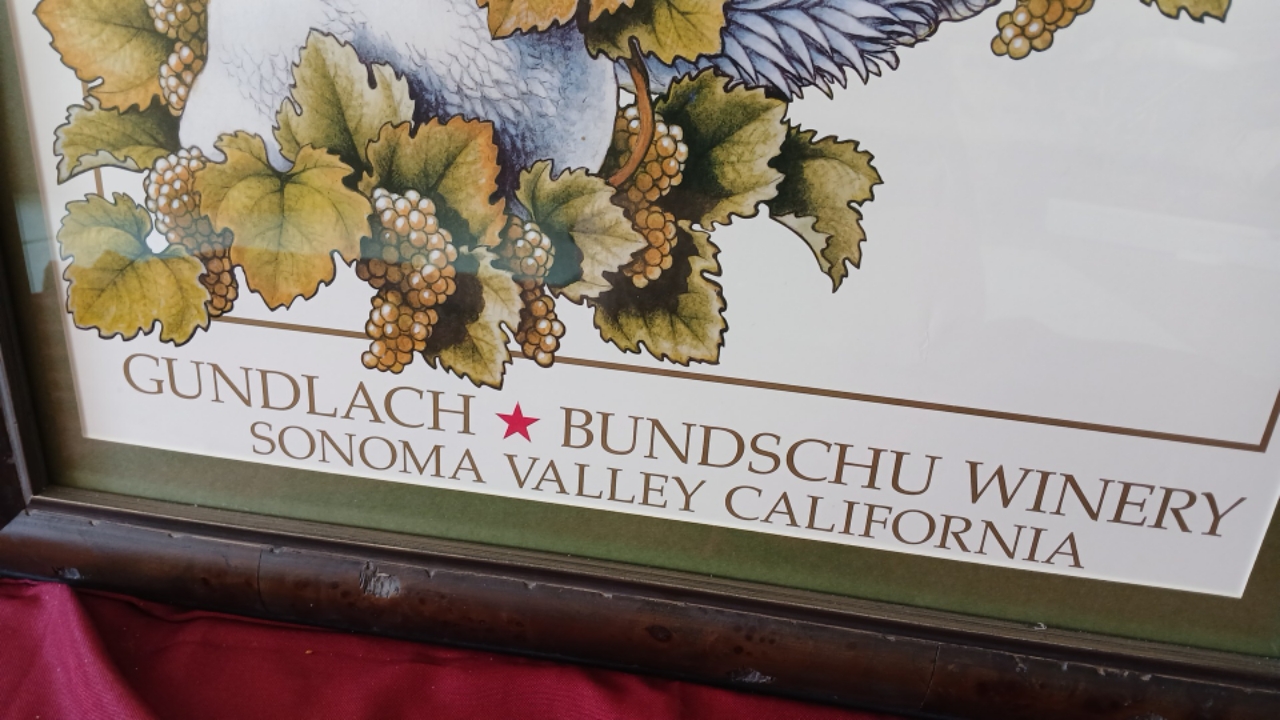 GUNDLACH ★ BUNDSCHU WINERY
SONOMA VALLEY CALIFORNIA